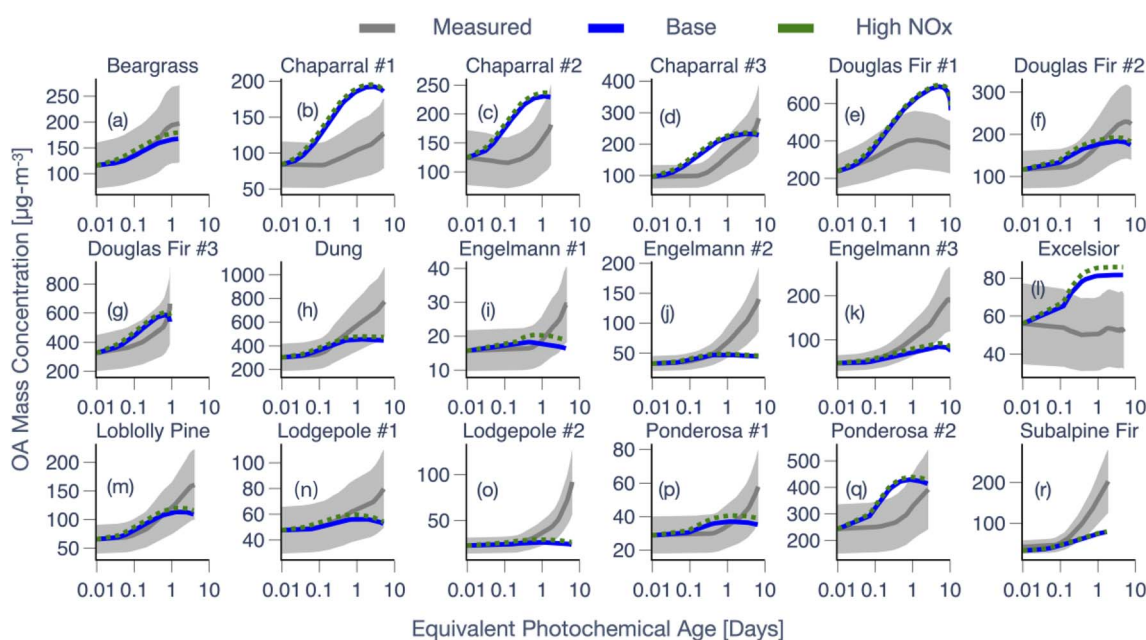 Measured Base High NOx
Beargrass Chaparral #1 Chaparral #2 Chaparral #3 Douglas Fir #1 Douglas Fir #2
(a) (b) (c) (d) (e) (f)
250 200 150 100
200 150 100 50
250 200 150 100
400 300 200 100
600 400 200
300 200 100
0.01 0.1 1 10 0.01 0.1 1 10 0.01 0.1 1 10 0.01 0.1 1 10 0.01 0.1 1 10 0.01 0.1 1 10
Douglas Fir #3 Dung Engelmann #1 Engelmann #2 Engelmann #3 Excelsior
(g) (h) (i) (j) (k) (l)
800 600 400 200
1000 800 600 400 200
40 30 20 10
200 150 100 50
200 100
80 60 40
0.01 0.1 1 10 0.01 0.1 1 10 0.01 0.1 1 10 0.01 0.1 1 10 0.01 0.1 1 10 0.01 0.1 1 10
Loblolly Pine Lodgepole #1 Lodgepole #2 Ponderosa #1 Ponderosa #2 Subalpine Fir
(m) (n) (o) (p) (q) (r)
200 150 100 50
100 80 60 40
100 50
80 60 40 20
500 400 300 200
200 100
0.01 0.1 1 10 0.01 0.1 1 10 0.01 0.1 1 10 0.01 0.1 1 10 0.01 0.1 1 10 0.01 0.1 1 10
OA Mass Concentration [μg-m⁻³]
Equivalent Photochemical Age [Days]